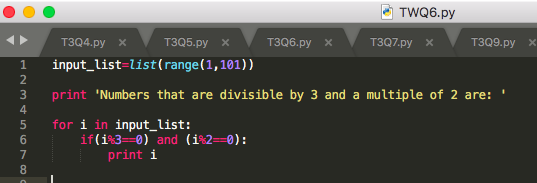 TWQ6.py
T3Q4.py × T3Q5.py × T3Q6.py × T3Q7.py × T3Q9.py ×
1 input_list=list(range(1,101))
2
3 print 'Numbers that are divisible by 3 and a multiple of 2 are: '
4
5 for i in input_list:
6     if(i%3==0) and (i%2==0):
7         print i
8